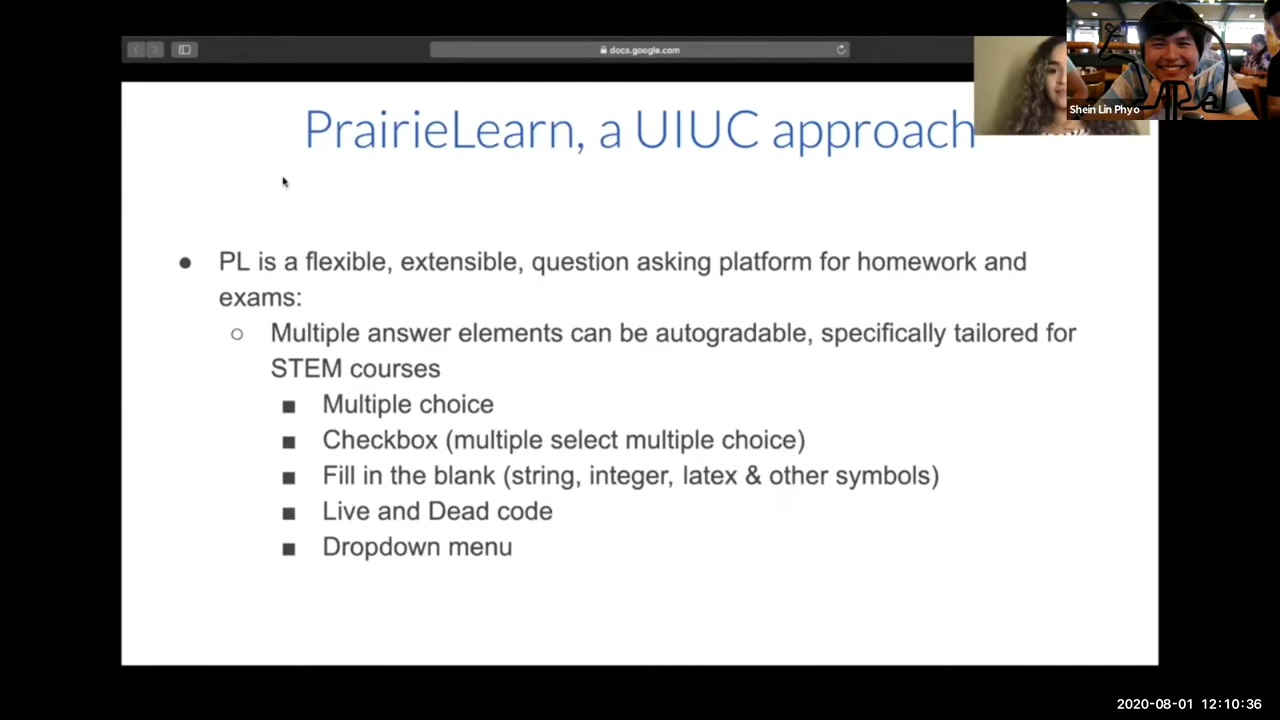 docs.google.com
Shein Lin Phyo
PrairieLearn, a UIUC approach
● PL is a flexible, extensible, question asking platform for homework and
exams:
○ Multiple answer elements can be autogradable, specifically tailored for
STEM courses
■ Multiple choice
■ Checkbox (multiple select multiple choice)
■ Fill in the blank (string, integer, latex & other symbols)
■ Live and Dead code
■ Dropdown menu
2020-08-01 12:10:36